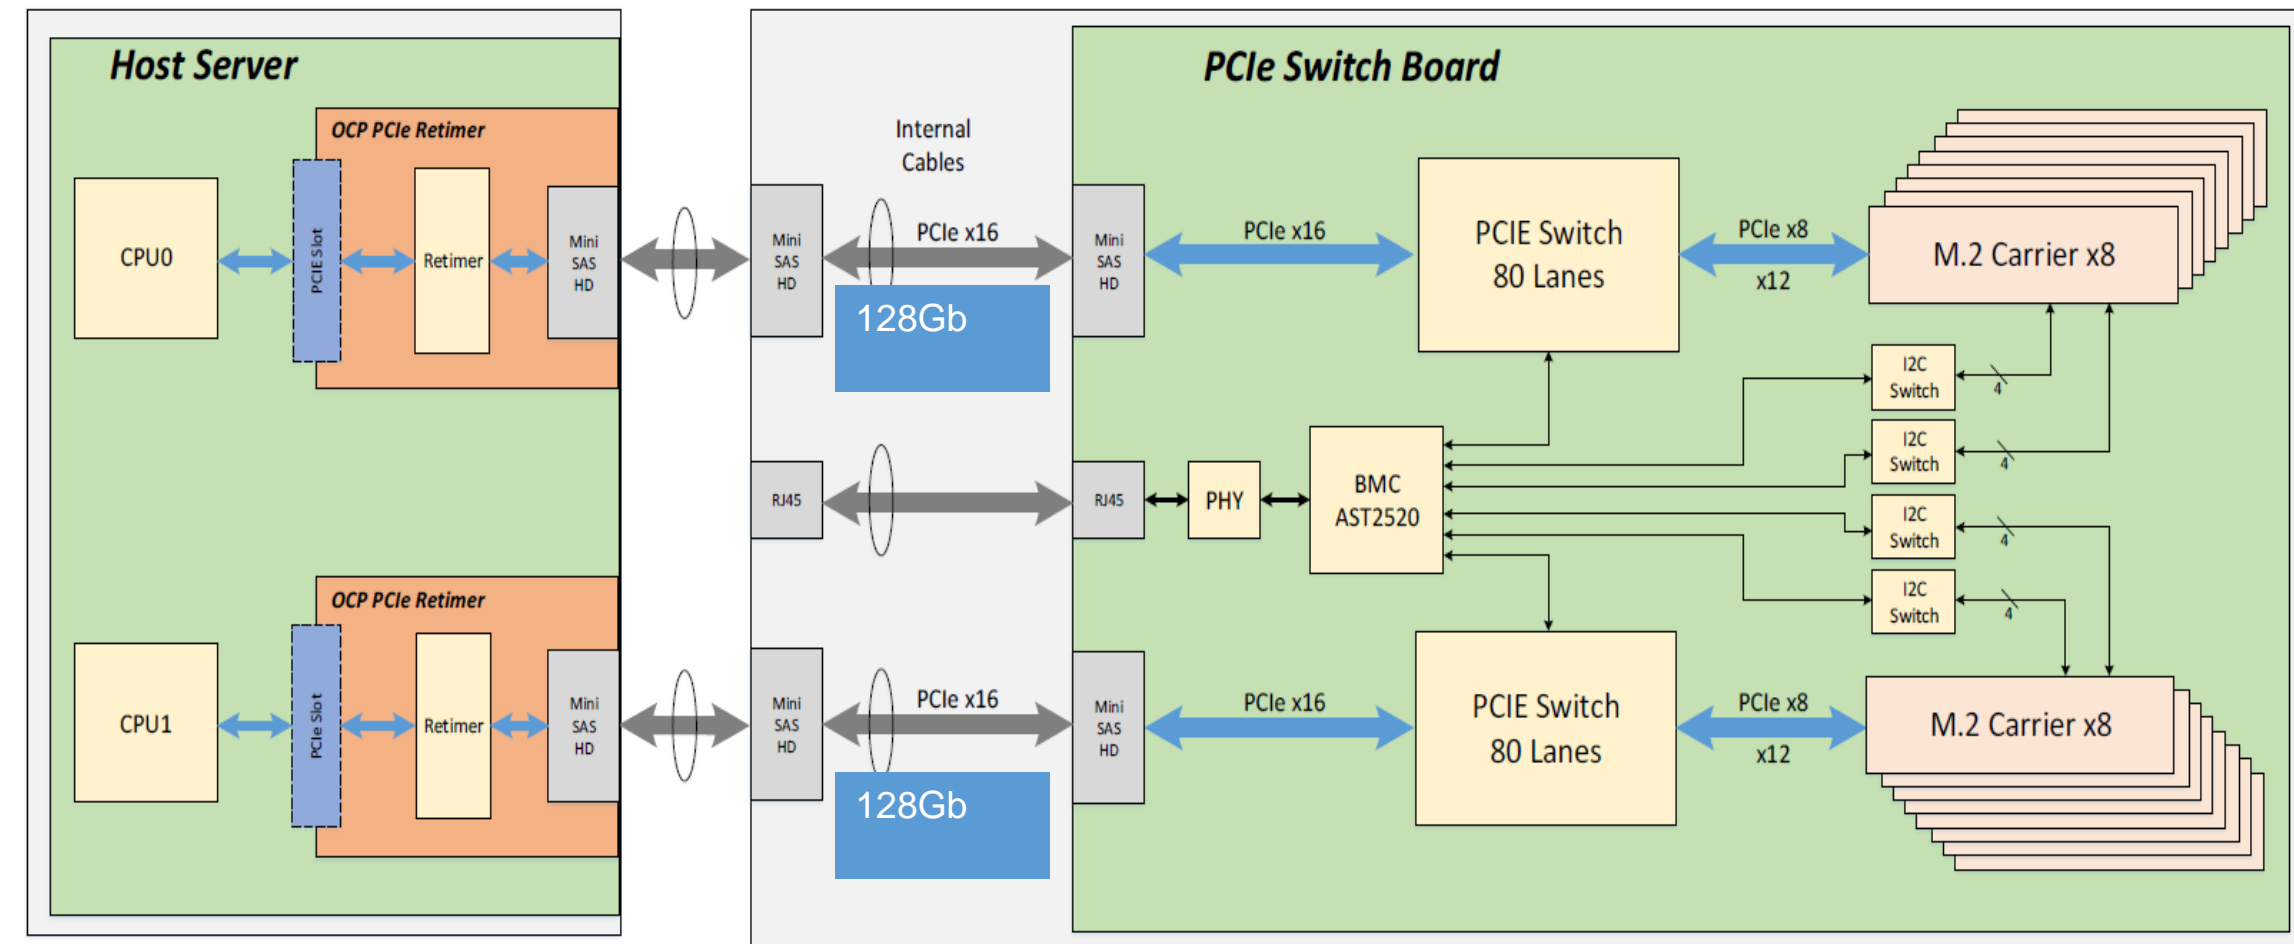 Host Server
OCP PCIe Retimer
CPU0
PCIE Slot
Retimer
Mini
SAS
HD
OCP PCIe Retimer
CPU1
PCIe Slot
Retimer
Mini
SAS
HD
Internal
Cables
Mini
SAS
HD
PCIe x16
128Gb
RJ45
Mini
SAS
HD
PCIe x16
128Gb
PCIe Switch Board
Mini
SAS
HD
PCIe x16
PCIE Switch
80 Lanes
PCIe x8
x12
M.2 Carrier x8
I2C
Switch
4
I2C
Switch
4
RJ45
PHY
BMC
AST2520
I2C
Switch
4
I2C
Switch
4
Mini
SAS
HD
PCIe x16
PCIE Switch
80 Lanes
PCIe x8
x12
M.2 Carrier x8